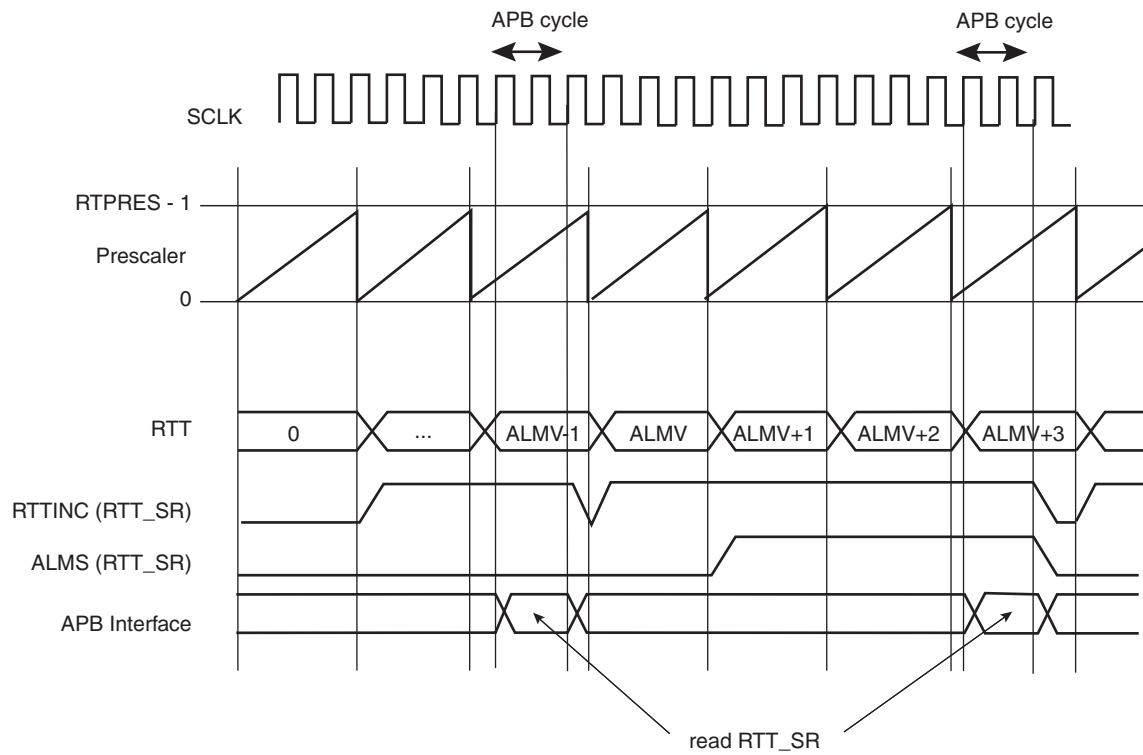 APB cycle
APB cycle
SCLK
RTPRES - 1
Prescaler
0
RTT
0
...
ALMV-1
ALMV
ALMV+1
ALMV+2
ALMV+3
RTTINC (RTT_SR)
ALMS (RTT_SR)
APB Interface
read RTT_SR